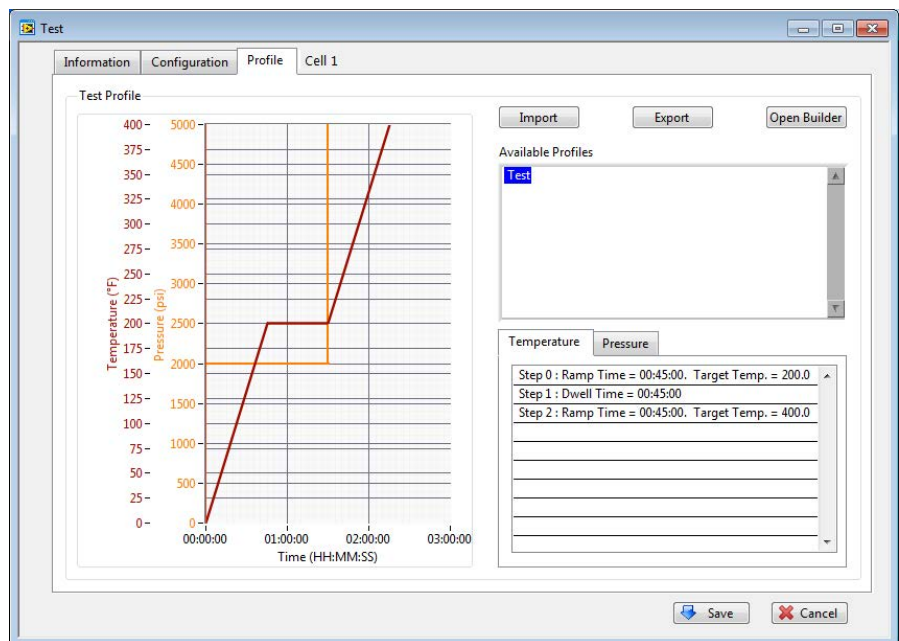 Test
Information Configuration Profile Cell 1
Test Profile
Import Export Open Builder
Available Profiles
Test
Temperature (°F)
400
375
350
325
300
275
250
225
200
175
150
125
100
75
50
25
0
Pressure (psi)
5000
4500
4000
3500
3000
2500
2000
1500
1000
500
0
00:00:00 01:00:00 02:00:00 03:00:00
Time (HH:MM:SS)
Temperature Pressure
Step 0 : Ramp Time = 00:45:00. Target Temp. = 200.0
Step 1 : Dwell Time = 00:45:00
Step 2 : Ramp Time = 00:45:00. Target Temp. = 400.0
Save Cancel